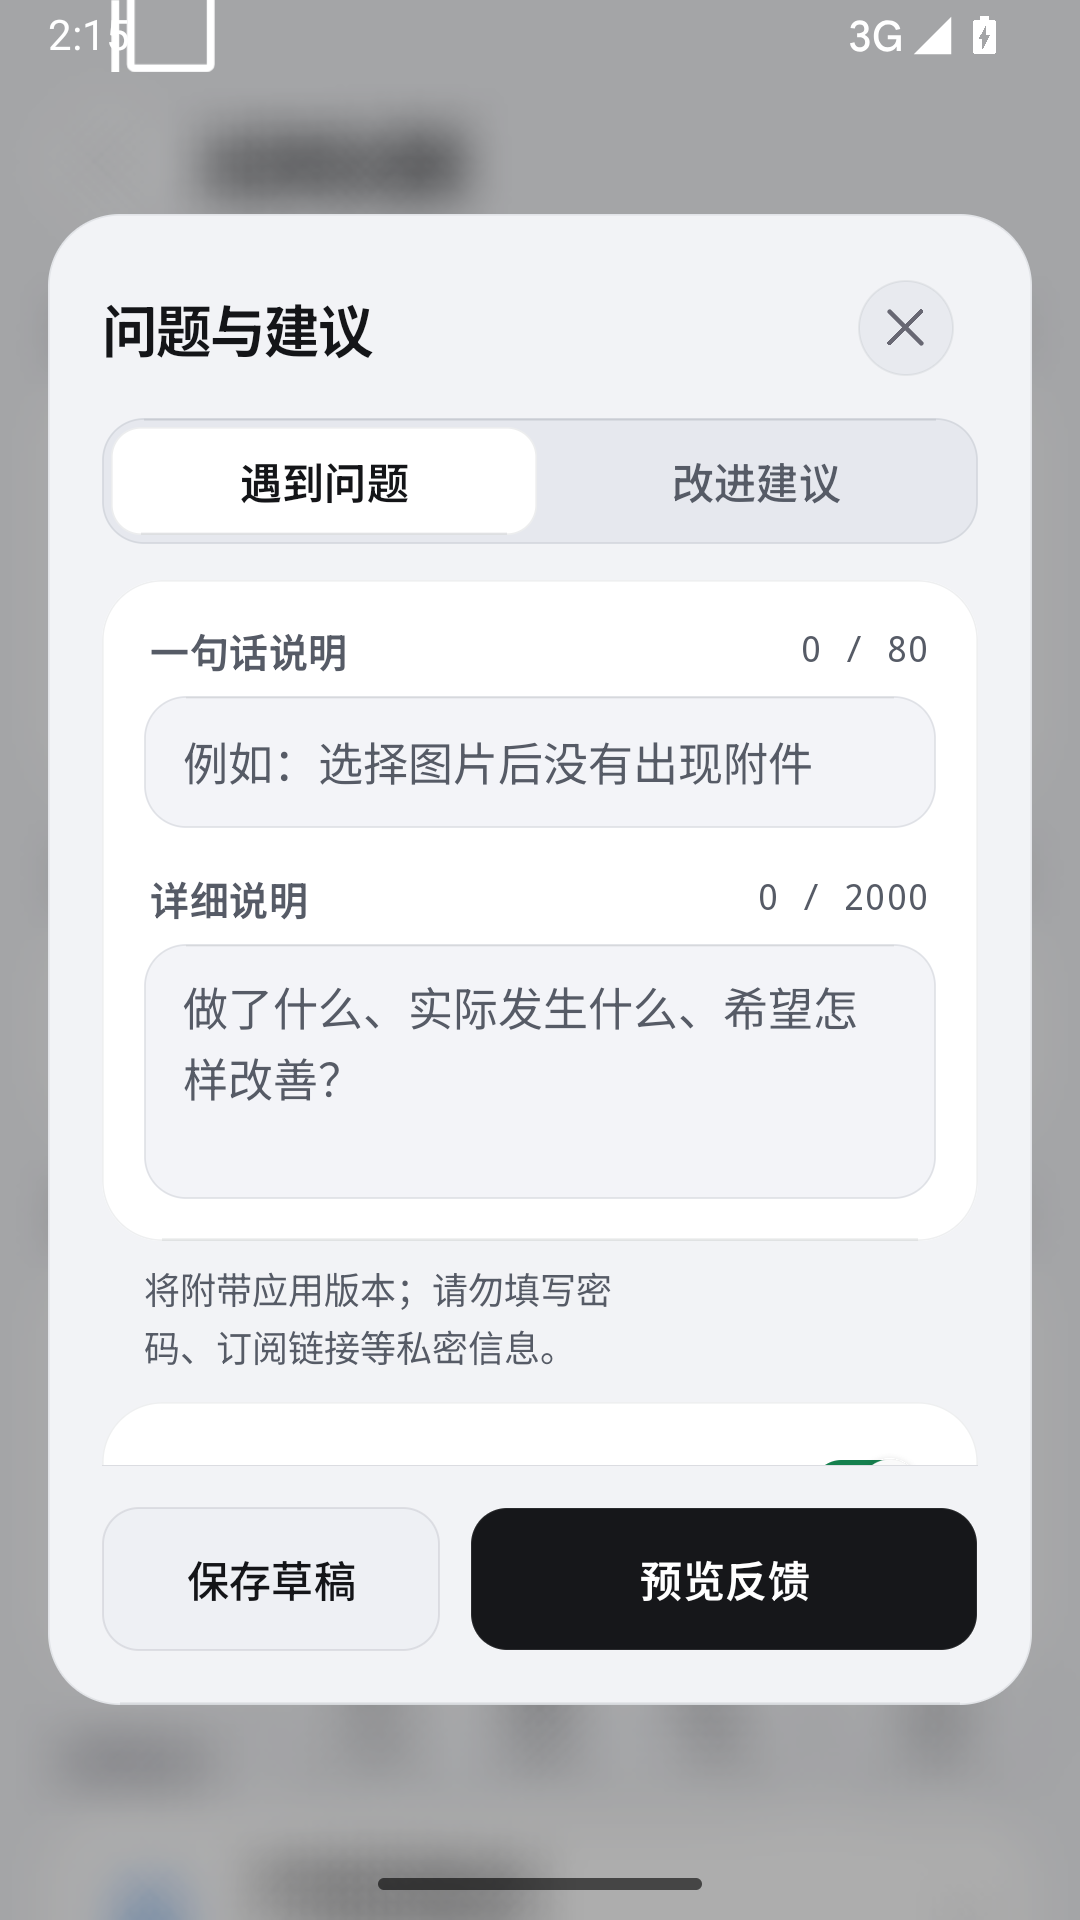 2:15
3G
问题与建议
遇到问题
改进建议
一句话说明
0 / 80
例如：选择图片后没有出现附件
详细说明
0 / 2000
做了什么、实际发生什么、希望怎
样改善？
将附带应用版本；请勿填写密
码、订阅链接等私密信息。
保存草稿
预览反馈